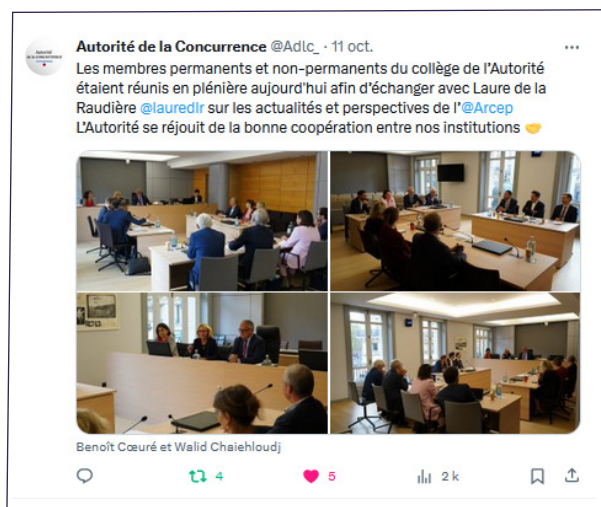 Autorité de la Concurrence @Adlc_ · 11 oct.
Les membres permanents et non-permanents du collège de l'Autorité
étaient réunis en plénière aujourd'hui afin d'échanger avec Laure de la
Raudière @lauredlr sur les actualités et perspectives de l'@Arcep
L'Autorité se réjouit de la bonne coopération entre nos institutions 🤝
Benoît Cœuré et Walid Chaiehloudj
4 5 2 k